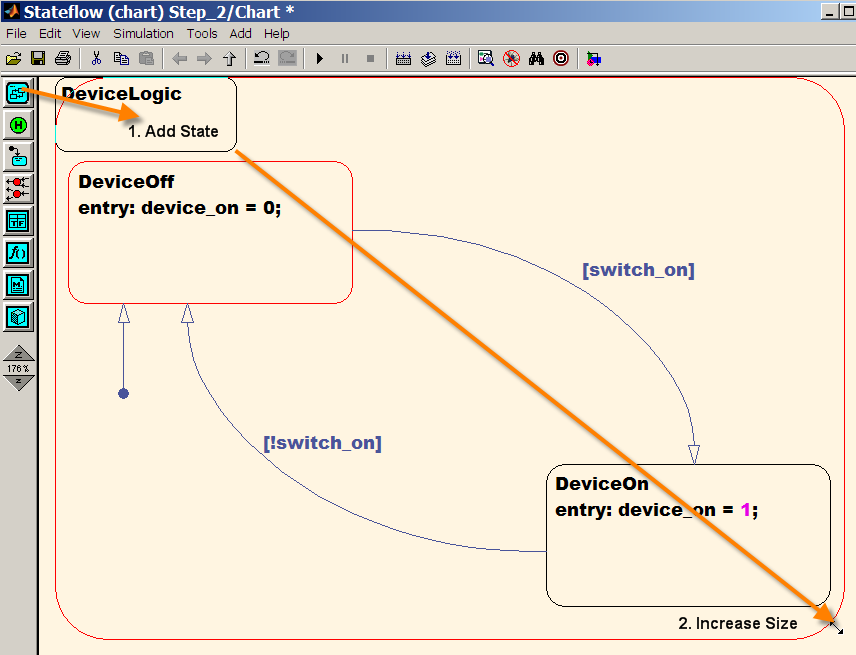 Stateflow (chart) Step_2/Chart *
File Edit View Simulation Tools Add Help
DeviceLogic
1. Add State
DeviceOff
entry: device_on = 0;
[switch_on]
[!switch_on]
DeviceOn
entry: device_on = 1;
2. Increase Size
H
TF
f()
M
Z
176%
z